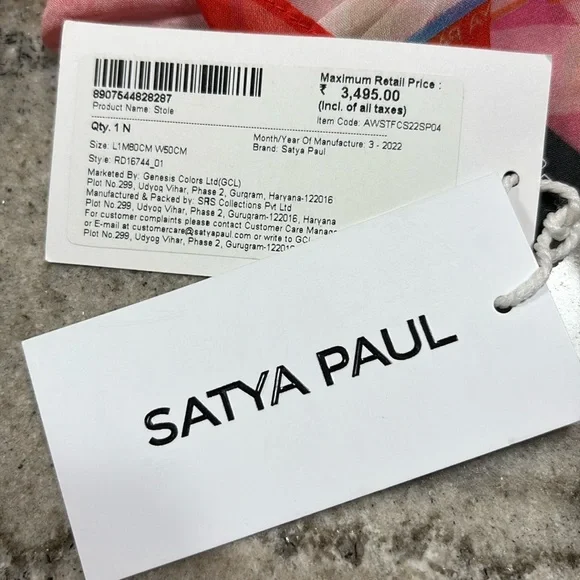 8907544828287
Product Name: Stole
Maximum Retail Price :
₹ 3,495.00
(Incl. of all taxes)
Item Code: AWSTFCS22SP04
Qty. 1 N
Month/Year Of Manufacture: 3 - 2022
Size: L1M80CM W50CM
Brand: Satya Paul
Style: RD16744_01
Marketed By: Genesis Colors Ltd(GCL)
Plot No.299, Udyog Vihar, Phase 2, Gurgram, Haryana-122016
Manufactured & Packed by: SRS Collections Pvt Ltd
Plot No.299, Udyog Vihar, Phase 2, Gurugram-122016, Haryana
For customer complaints please contact Customer Care Manag
or E-mail at customercare@satyapaul.com or write to GCL
Plot No.299, Udyog Vihar, Phase 2, Gurugram-122016
SATYA PAUL